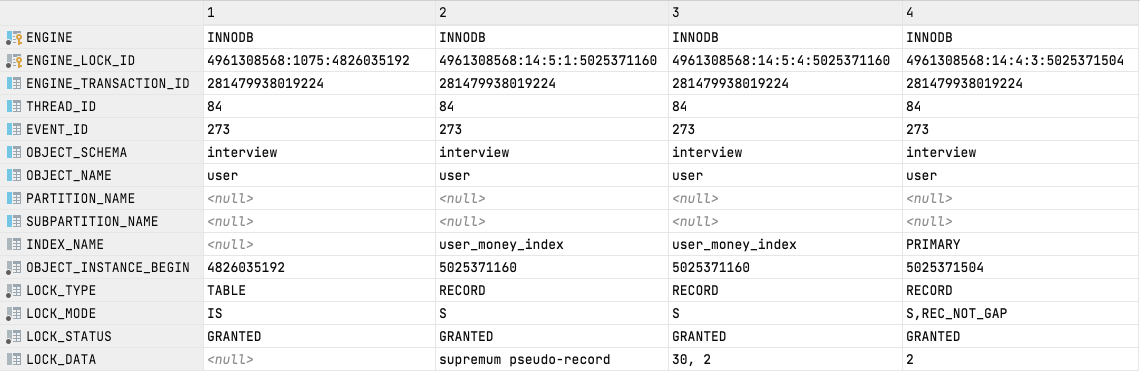 1 2 3 4
ENGINE INNODB INNODB INNODB INNODB
ENGINE_LOCK_ID 4961308568:1075:4826035192 4961308568:14:5:1:5025371160 4961308568:14:5:4:5025371160 4961308568:14:4:3:5025371504
ENGINE_TRANSACTION_ID 281479938019224 281479938019224 281479938019224 281479938019224
THREAD_ID 84 84 84 84
EVENT_ID 273 273 273 273
OBJECT_SCHEMA interview interview interview interview
OBJECT_NAME user user user user
PARTITION_NAME <null> <null> <null> <null>
SUBPARTITION_NAME <null> <null> <null> <null>
INDEX_NAME <null> user_money_index user_money_index PRIMARY
OBJECT_INSTANCE_BEGIN 4826035192 5025371160 5025371160 5025371504
LOCK_TYPE TABLE RECORD RECORD RECORD
LOCK_MODE IS S S S,REC_NOT_GAP
LOCK_STATUS GRANTED GRANTED GRANTED GRANTED
LOCK_DATA <null> supremum pseudo-record 30, 2 2